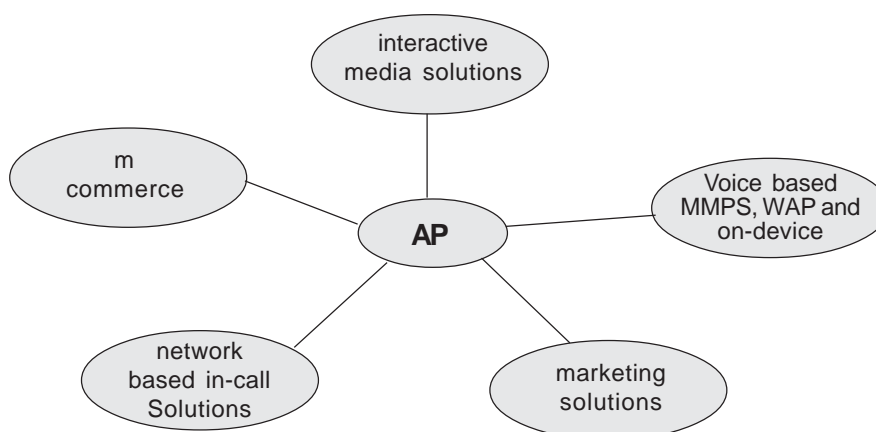 interactive
media solutions
m
commerce
Voice based
MMPS, WAP and
on-device
AP
network
based in-call
Solutions
marketing
solutions